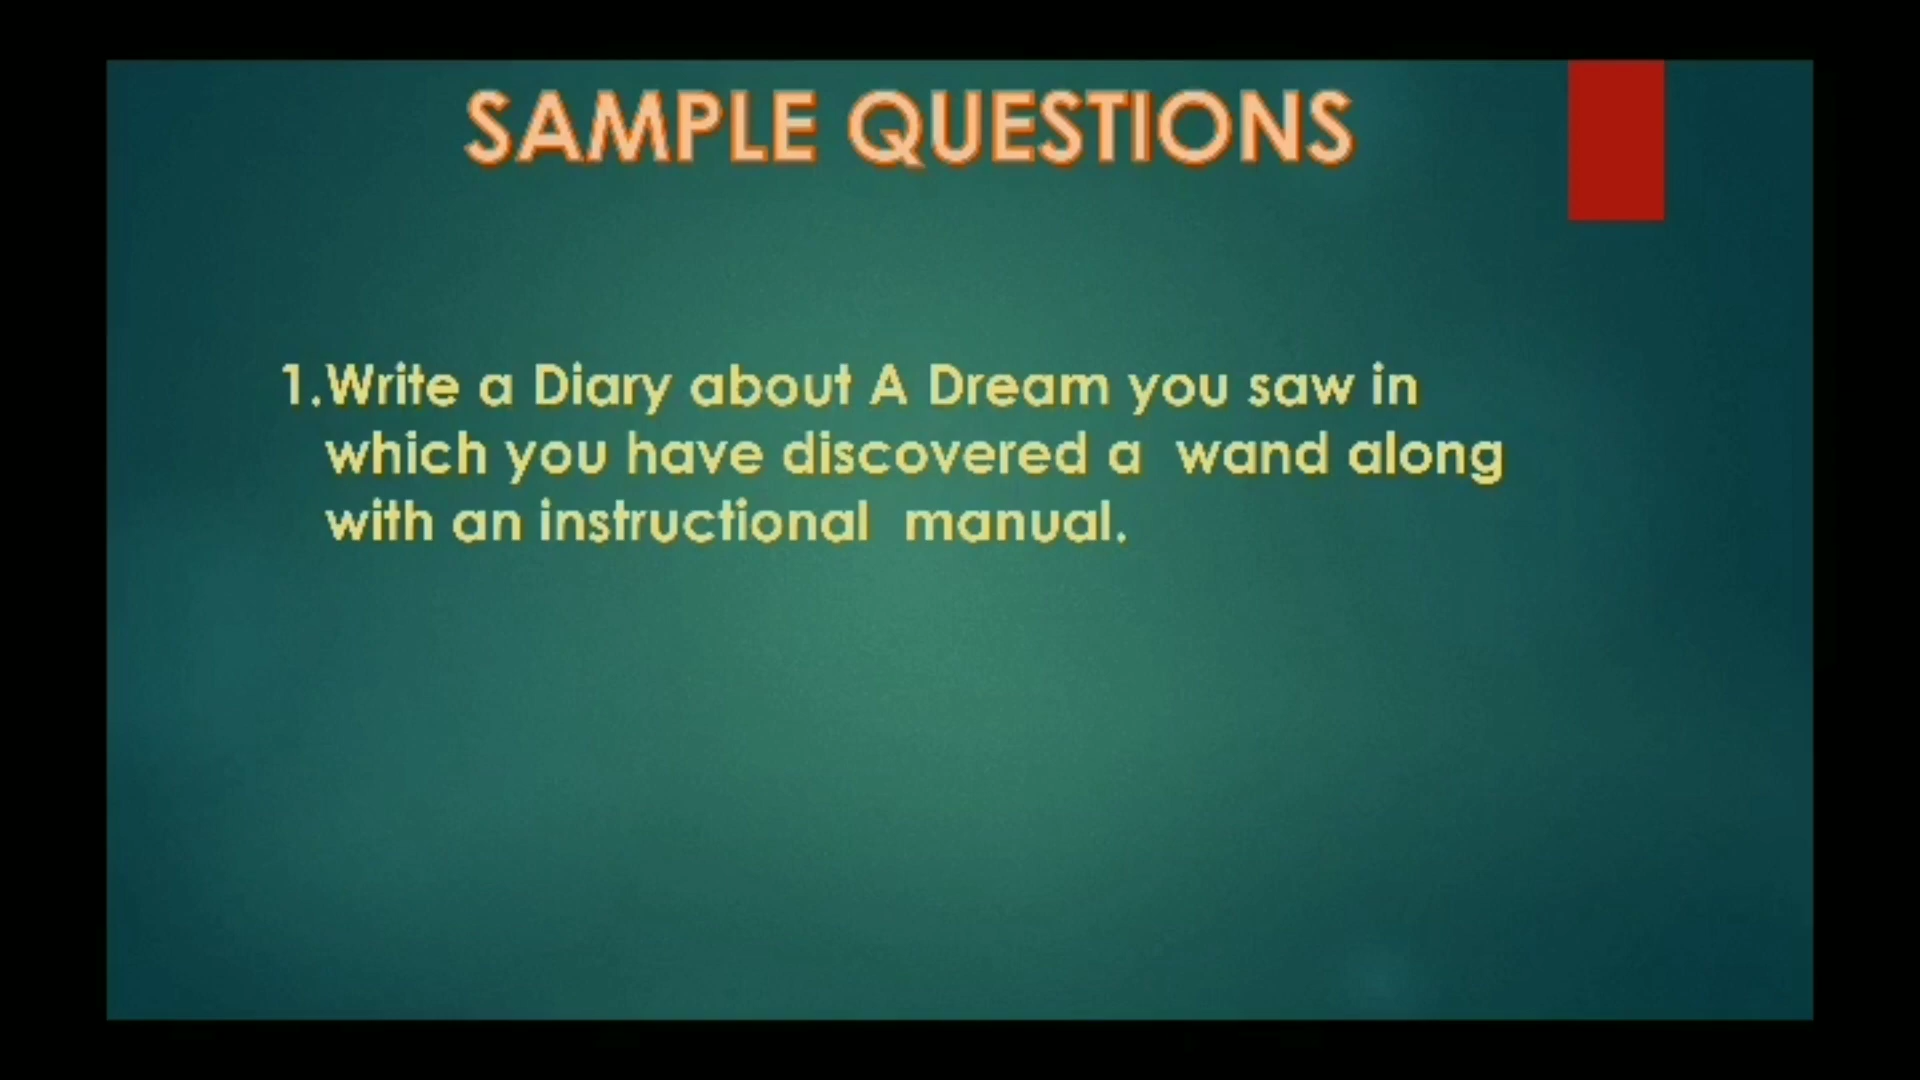 SAMPLE QUESTIONS
1.Write a Diary about A Dream you saw in
which you have discovered a wand along
with an instructional manual.